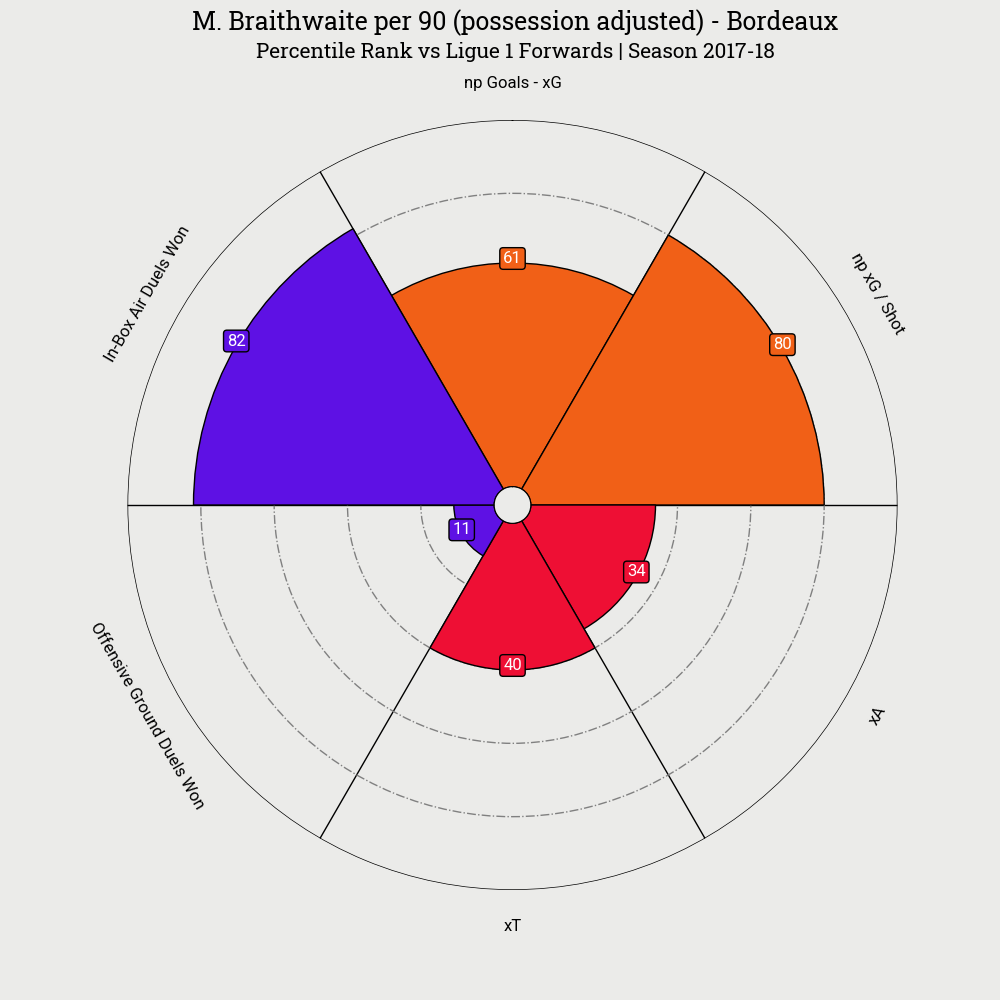 M. Braithwaite per 90 (possession adjusted) - Bordeaux
Percentile Rank vs Ligue 1 Forwards | Season 2017-18
np Goals - xG
np xG / Shot
xA
xT
Offensive Ground Duels Won
In-Box Air Duels Won
61
80
34
40
11
82